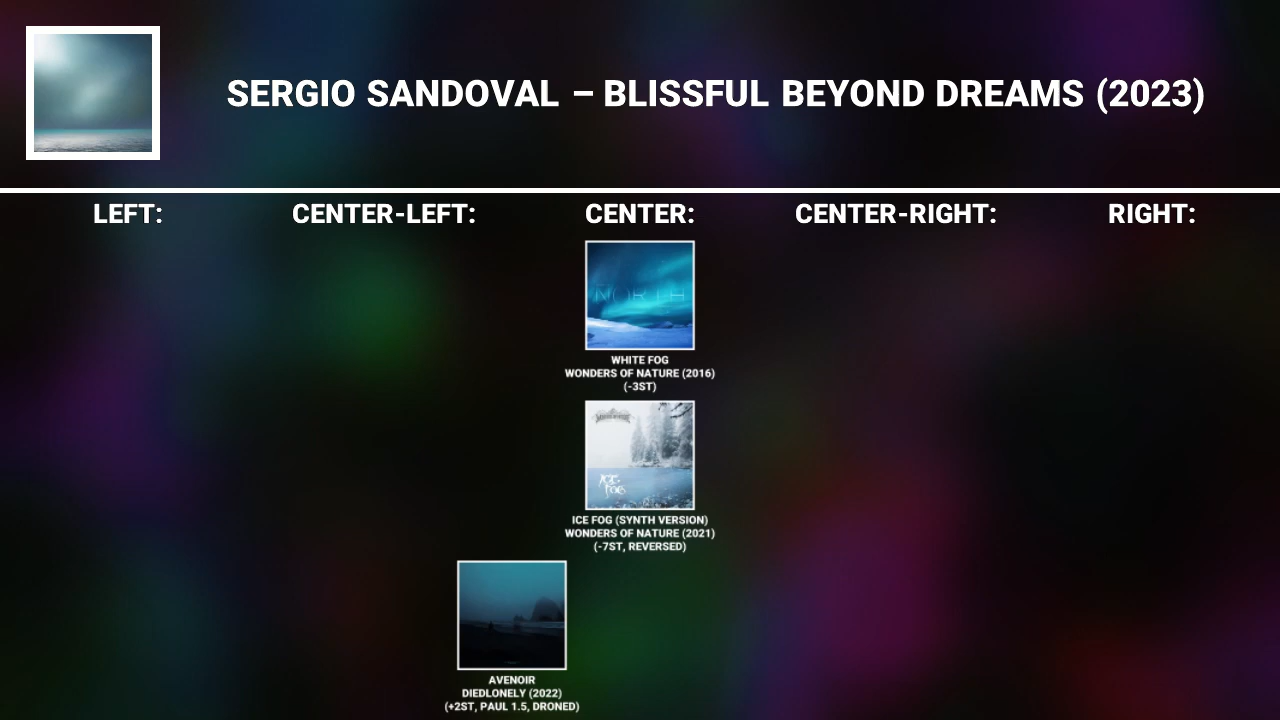 SERGIO SANDOVAL – BLISSFUL BEYOND DREAMS (2023)
LEFT:
CENTER-LEFT:
CENTER:
CENTER-RIGHT:
RIGHT:
NORTH
WHITE FOG
WONDERS OF NATURE (2016)
(-3ST)
ICE FOG
ICE FOG (SYNTH VERSION)
WONDERS OF NATURE (2021)
(-7ST, REVERSED)
AVENOIR
DIEDLONELY (2022)
(+2ST, PAUL 1.5, DRONED)